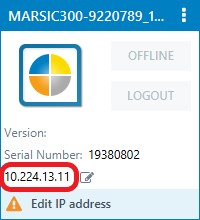 MARSIC300-9220789_1...
OFFLINE
LOGOUT
Version:
Serial Number: 19380802
10.224.13.11
Edit IP address